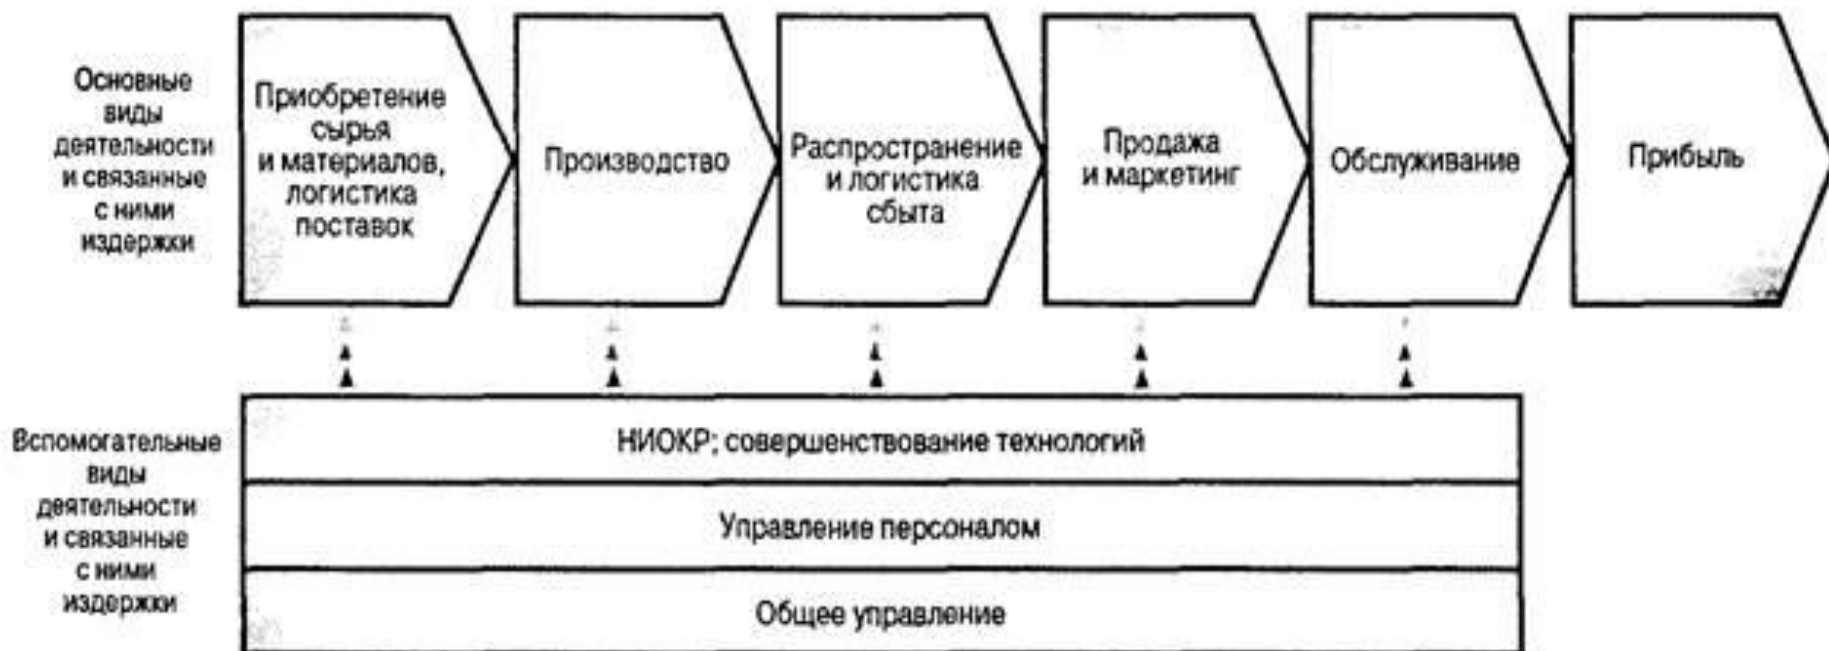 Основные
виды
деятельности
и связанные
с ними
издержки
Приобретение
сырья
и материалов,
логистика
поставок
Производство
Распространение
и логистика
сбыта
Продажа
и маркетинг
Обслуживание
Прибыль
Вспомогательные
виды
деятельности
и связанные
с ними
издержки
НИОКР; совершенствование технологий
Управление персоналом
Общее управление